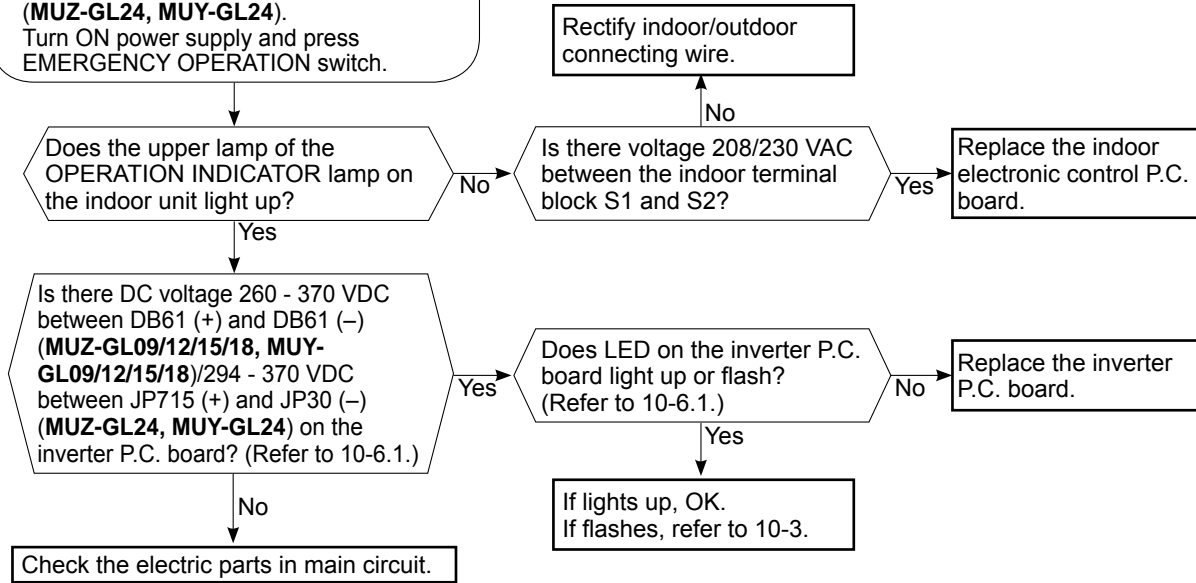 (MUZ-GL24, MUY-GL24).
Turn ON power supply and press
EMERGENCY OPERATION switch.
Rectify indoor/outdoor
connecting wire.
No
Does the upper lamp of the
OPERATION INDICATOR lamp on
the indoor unit light up?
No
Is there voltage 208/230 VAC
between the indoor terminal
block S1 and S2?
Yes
Replace the indoor
electronic control P.C.
board.
Yes
Is there DC voltage 260 - 370 VDC
between DB61 (+) and DB61 (–)
(MUZ-GL09/12/15/18, MUY-
GL09/12/15/18)/294 - 370 VDC
between JP715 (+) and JP30 (–)
(MUZ-GL24, MUY-GL24) on the
inverter P.C. board? (Refer to 10-6.1.)
Yes
Does LED on the inverter P.C.
board light up or flash?
(Refer to 10-6.1.)
No
Replace the inverter
P.C. board.
Yes
If lights up, OK.
If flashes, refer to 10-3.
No
Check the electric parts in main circuit.